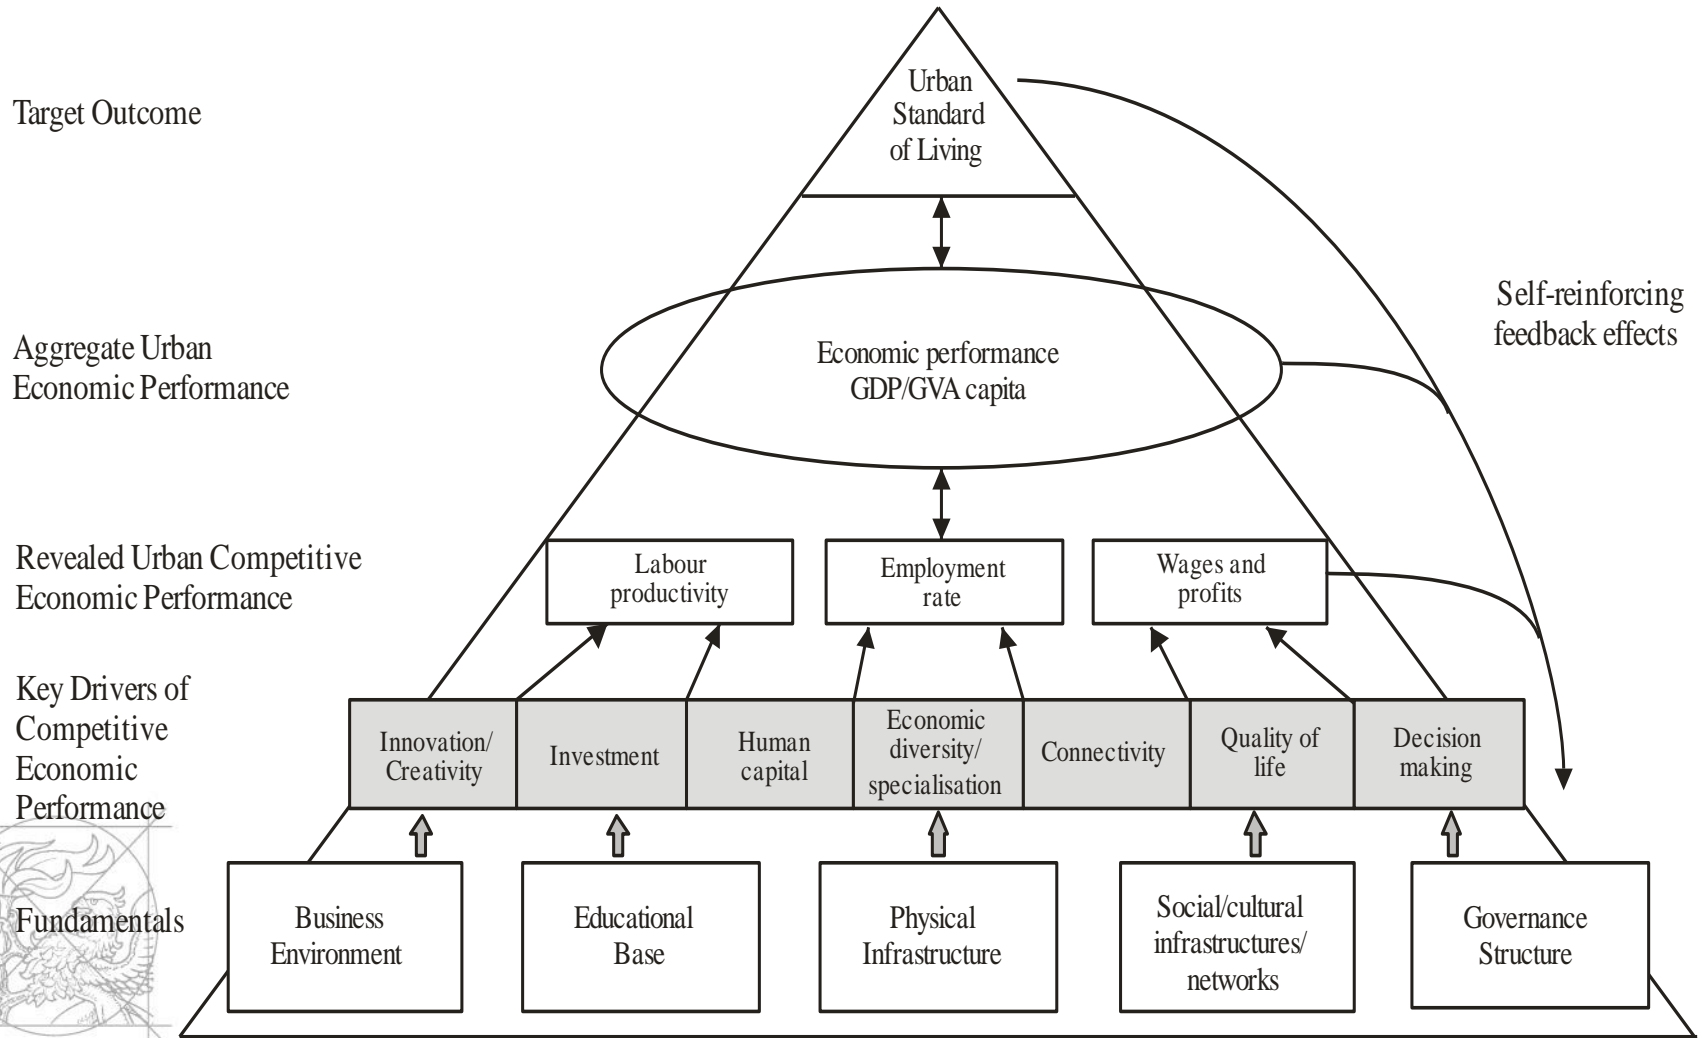 Target Outcome
Urban
Standard
of Living
Self-reinforcing
feedback effects
Aggregate Urban
Economic Performance
Economic performance
GDP/GVA capita
Revealed Urban Competitive
Economic Performance
Labour
productivity
Employment
rate
Wages and
profits
Key Drivers of
Competitive
Economic
Performance
Innovation/
Creativity
Investment
Human
capital
Economic
diversity/
specialisation
Connectivity
Quality of
life
Decision
making
Fundamentals
Business
Environment
Educational
Base
Physical
Infrastructure
Social/cultural
infrastructures/
networks
Governance
Structure